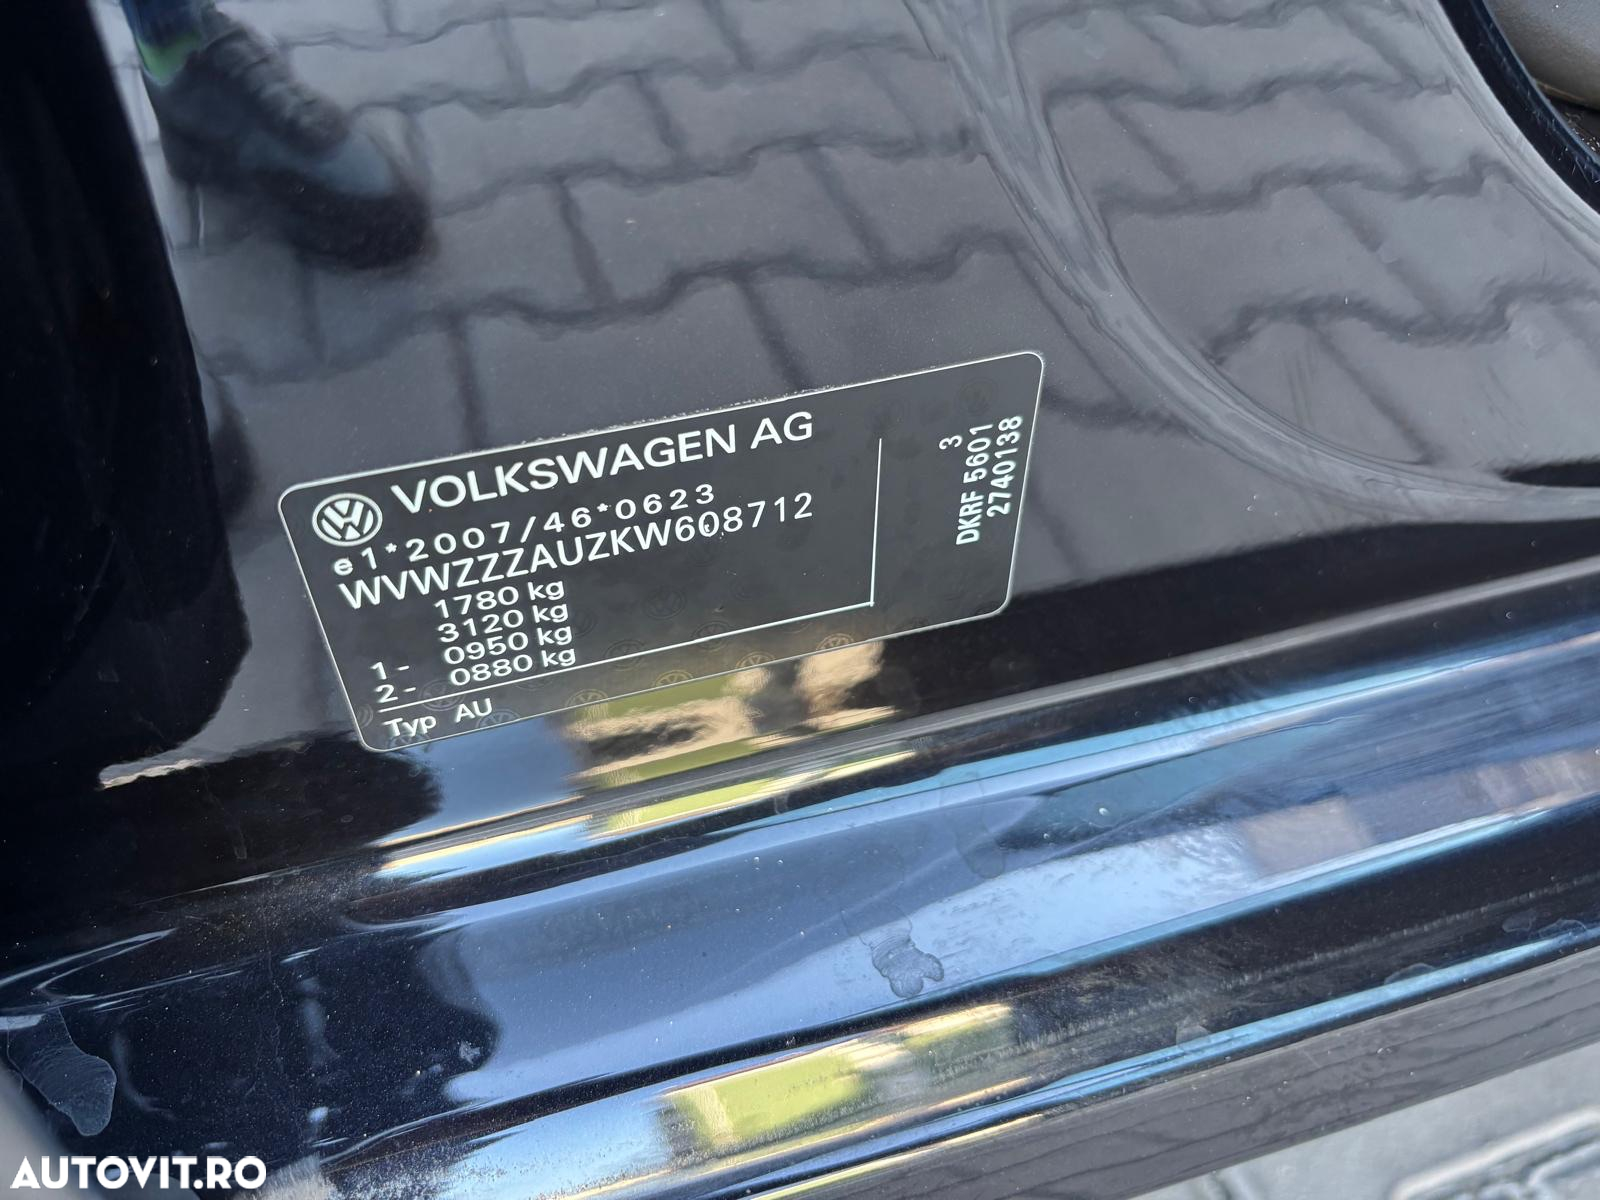 VOLKSWAGEN AG
e1*2007/46*0623
WVWZZZAUZKW608712
1780 kg
3120 kg
1- 0950 kg
2- 0880 kg
Typ AU
3
DKRF 5601
2740138
AUTOVIT.RO